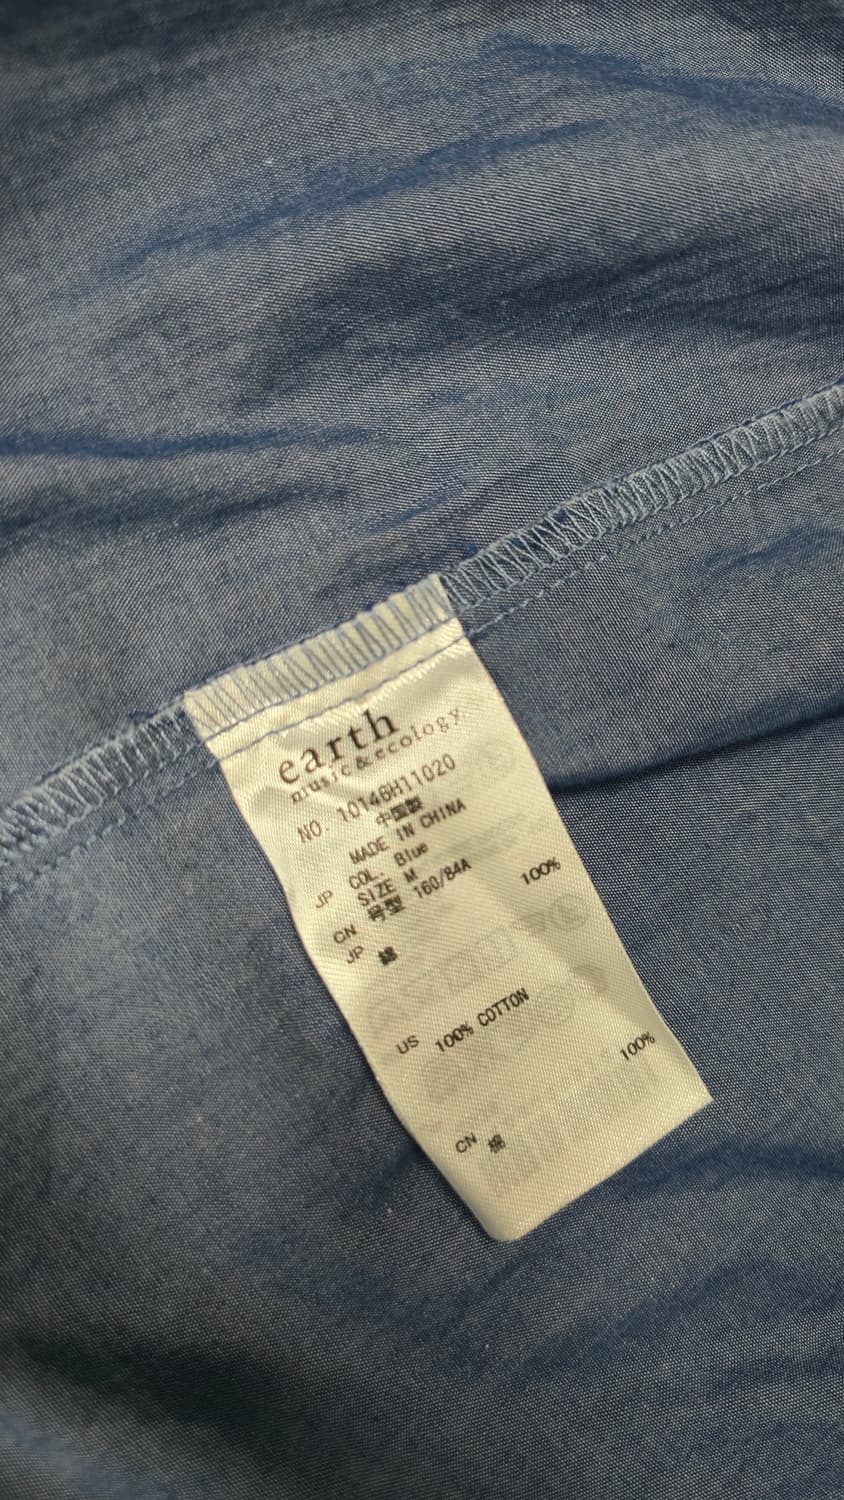 earth
music & ecology
NO. 10146H11020
中国製
MADE IN CHINA
COL. Blue
JP SIZE M
CN 号型 160/84A
JP 綿 100%
US 100% COTTON
CN 棉 100%